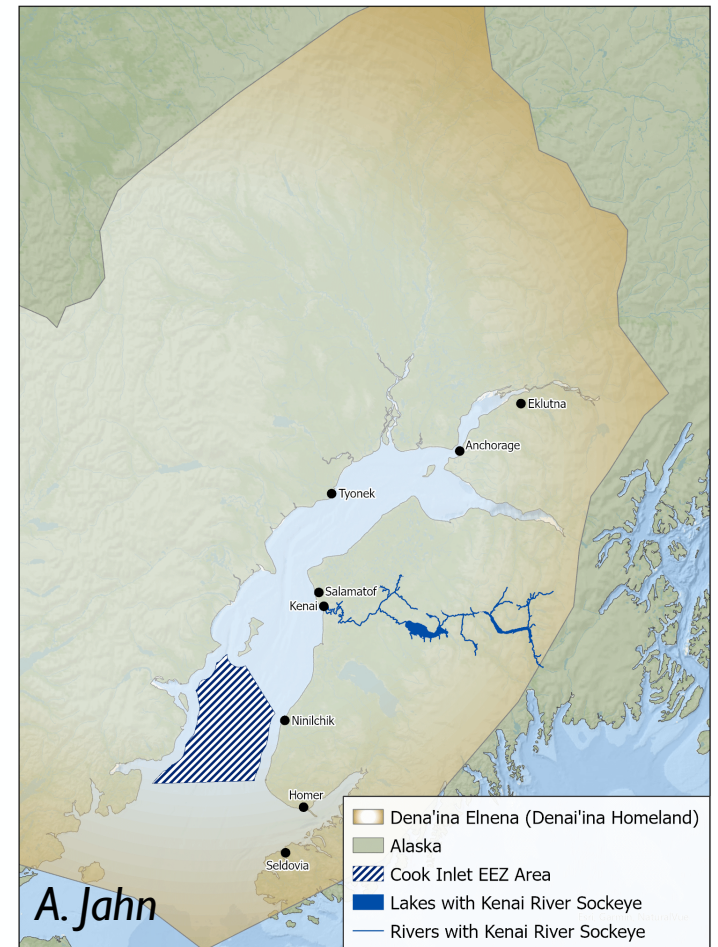 Eklutna
Anchorage
Tyonek
Salamatof
Kenai
Ninilchik
Homer
Seldovia
Dena'ina Elnena (Denai'ina Homeland)
Alaska
Cook Inlet EEZ Area
Lakes with Kenai River Sockeye
Rivers with Kenai River Sockeye
A. Jahn